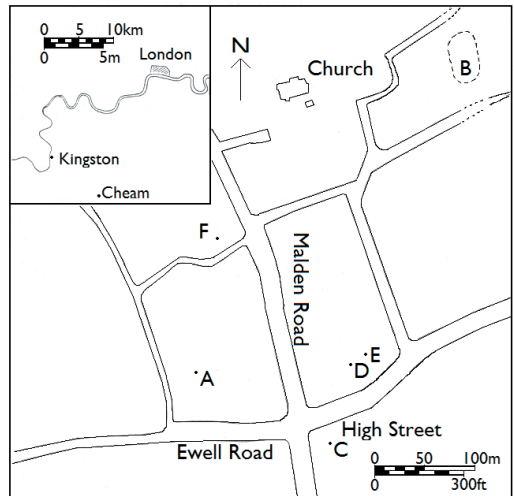 0 5 10km
0 5m
London
Kingston
Cheam
N
Church
B
F
Malden Road
E
D
A
High Street
C
Ewell Road
0 50 100m
0 300ft